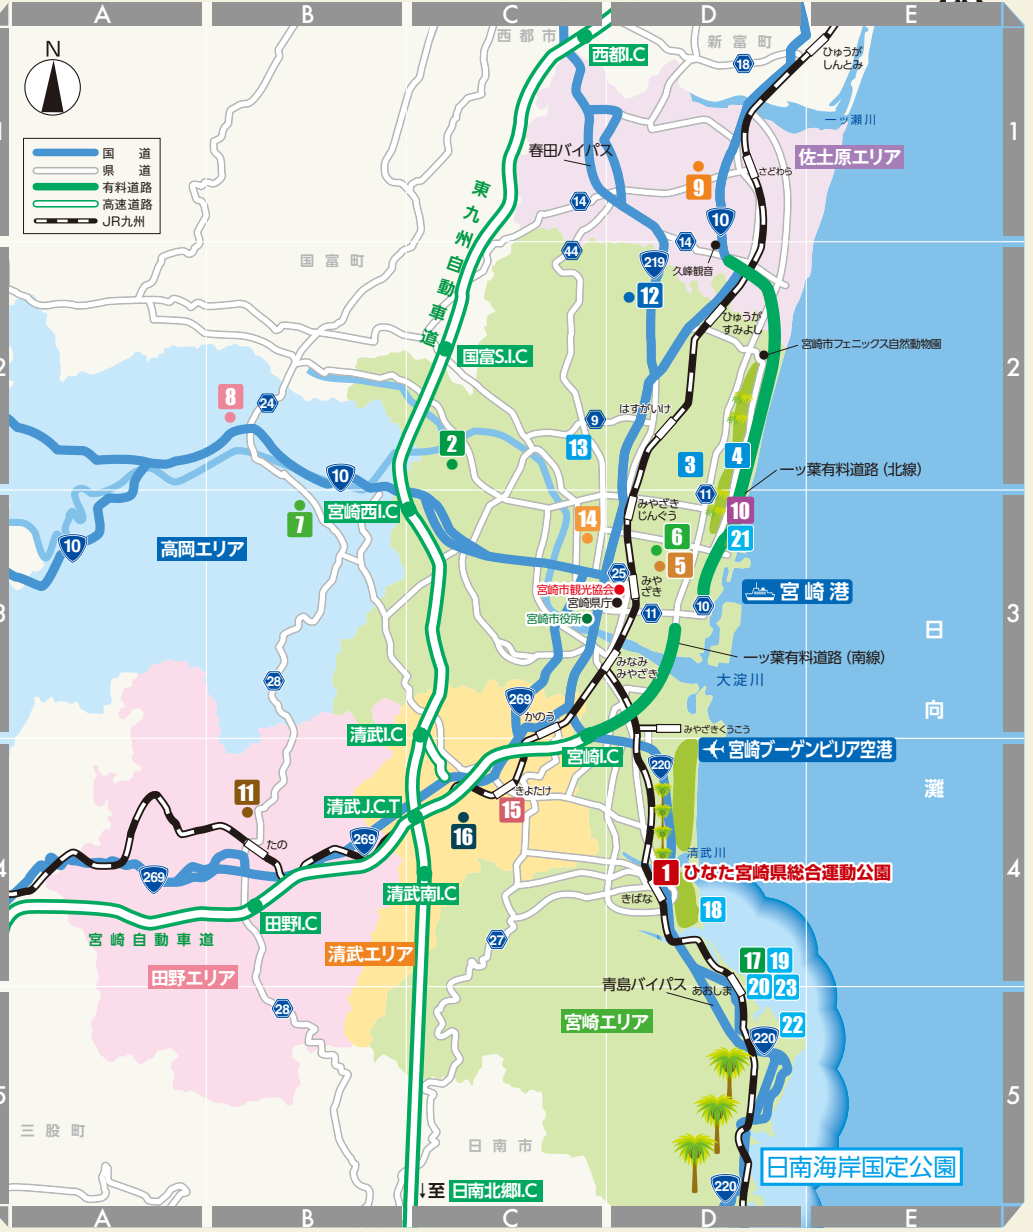 A
B
C
D
E
N
西都市
新富町
西都I.C
18
ひゅうが
しんとみ
国　道
県　道
有料道路
高速道路
JR九州
一ッ瀬川
1
春田バイパス
佐土原エリア
さどわら
9
東九州自動車道
14
10
国富町
44
14
219
久峰観音
12
ひゅうが
すみよし
国富S.I.C
宮崎市フェニックス自然動物園
2
2
8
24
はすがいけ
9
2
13
3
4
10
一ッ葉有料道路（北線）
11
宮崎西I.C
みやざき
じんぐう
10
7
14
21
10
高岡エリア
6
5
25
みや
ざき
宮崎市観光協会
宮崎県庁
宮崎市役所
11
10
宮崎港
3
3
日向灘
みなみ
みやざき
一ッ葉有料道路（南線）
大淀川
28
269
かのう
清武I.C
みやざきくうこう
宮崎I.C
宮崎ブーゲンビリア空港
220
11
清武J.C.T
きよたけ
15
16
269
たの
清武川
4
4
269
1
ひなた宮崎県総合運動公園
清武南I.C
きばな
18
田野I.C
宮崎自動車道
27
清武エリア
17
19
田野エリア
青島バイパス
あおしま
20
23
28
宮崎エリア
22
220
5
5
三股町
日南市
日南海岸国定公園
↓至 日南北郷I.C
220
A
B
C
D
E